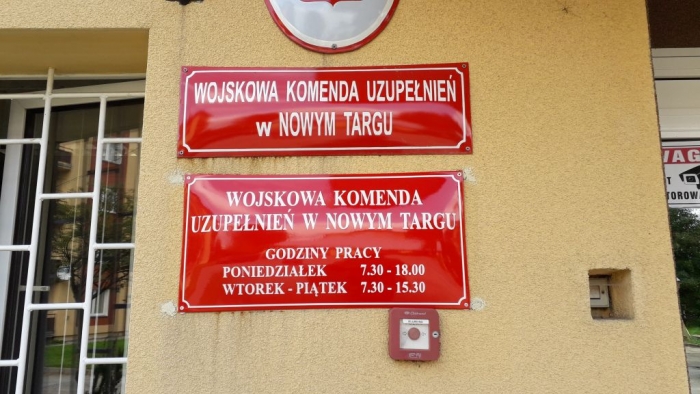 WOJSKOWA KOMENDA UZUPEŁNIEŃ
w NOWYM TARGU
WOJSKOWA KOMENDA
UZUPEŁNIEŃ W NOWYM TARGU
GODZINY PRACY
PONIEDZIAŁEK 7.30 - 18.00
WTOREK - PIĄTEK 7.30 - 15.30